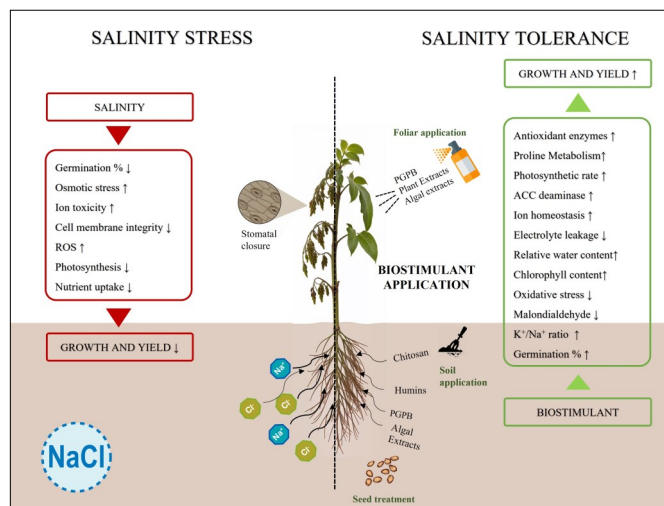 SALINITY STRESS
SALINITY TOLERANCE
SALINITY
Germination % ↓
Osmotic stress ↑
Ion toxicity ↑
Cell membrane integrity ↓
ROS ↑
Photosynthesis ↓
Nutrient uptake ↓
GROWTH AND YIELD ↓
Stomatal
closure
Foliar application
PGPB
Plant Extracts
Algal extracts
BIOSTIMULANT
APPLICATION
Soil
application
Chitosan
Humins
PGPB
Algal
Extracts
Seed treatment
Na⁺
Cl⁻
Cl⁻
Na⁺
Cl⁻
NaCl
GROWTH AND YIELD ↑
Antioxidant enzymes ↑
Proline Metabolism↑
Photosynthetic rate ↑
ACC deaminase ↑
Ion homeostasis ↑
Electrolyte leakage ↓
Relative water content↑
Chlorophyll content↑
Oxidative stress ↓
Malondialdehyde ↓
K⁺/Na⁺ ratio ↑
Germination % ↑
BIOSTIMULANT